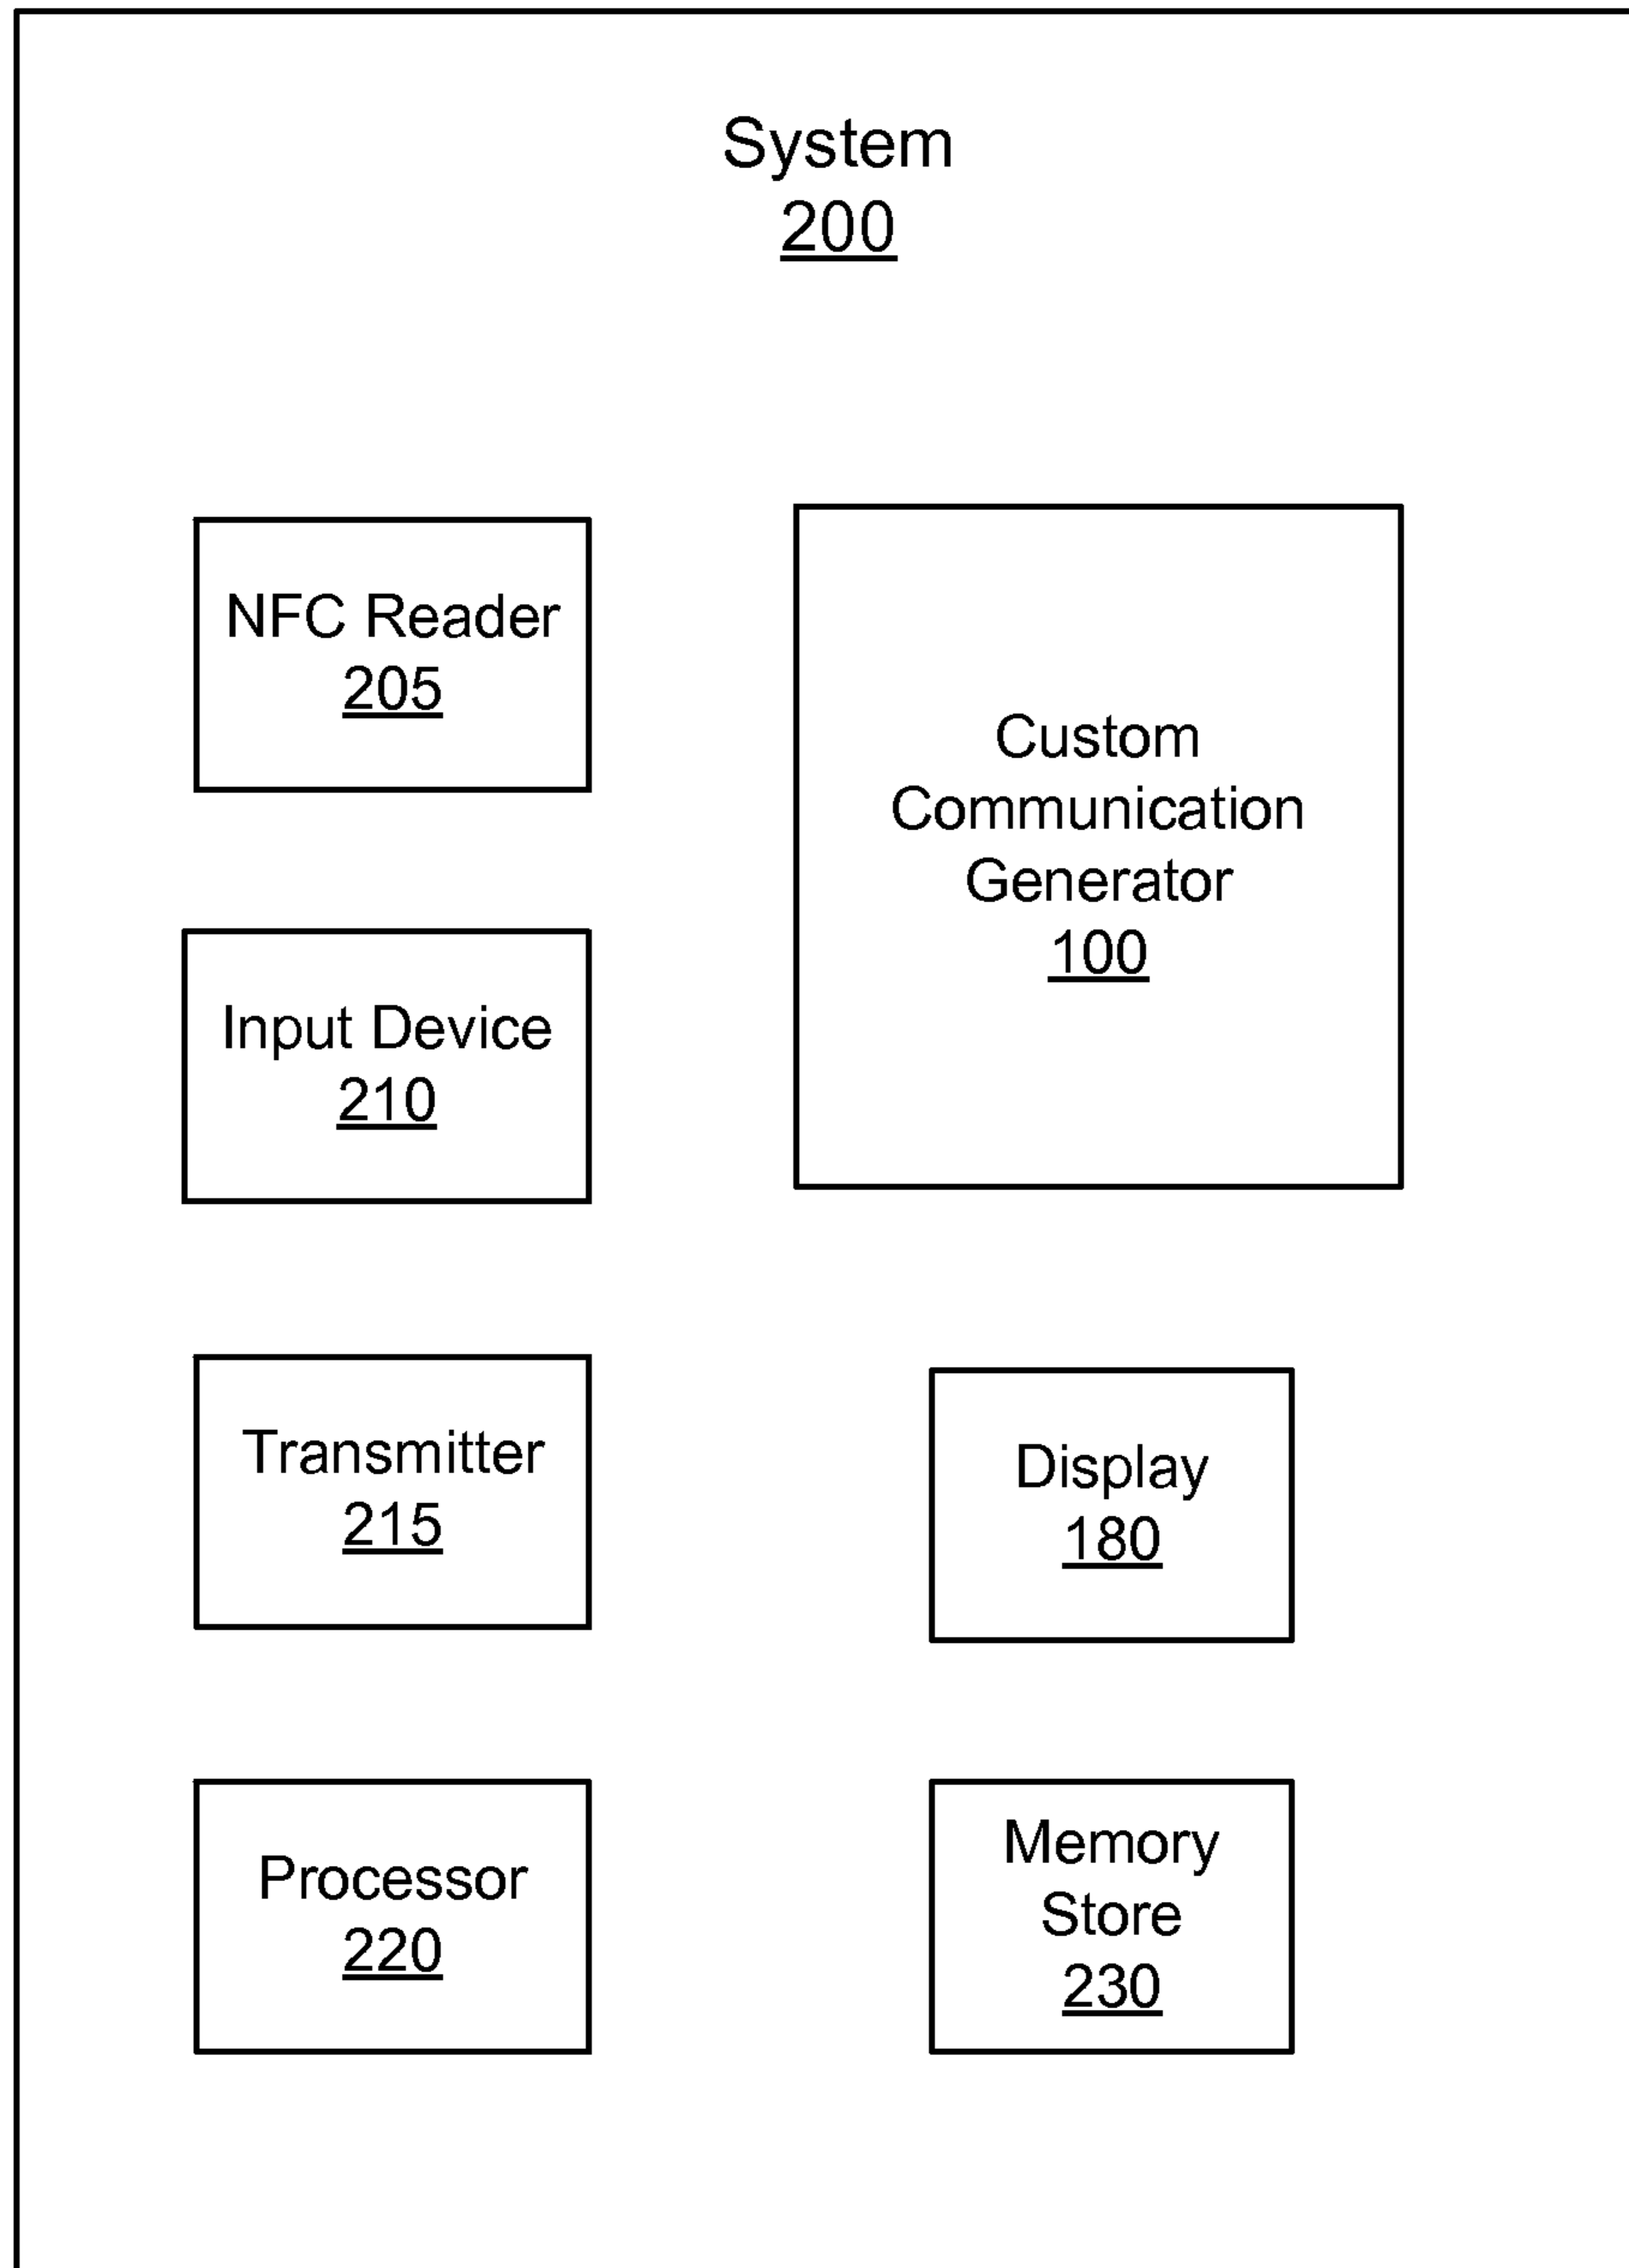 System
200
NFC Reader
205
Custom
Communication
Generator
100
Input Device
210
Transmitter
215
Display
180
Processor
220
Memory
Store
230